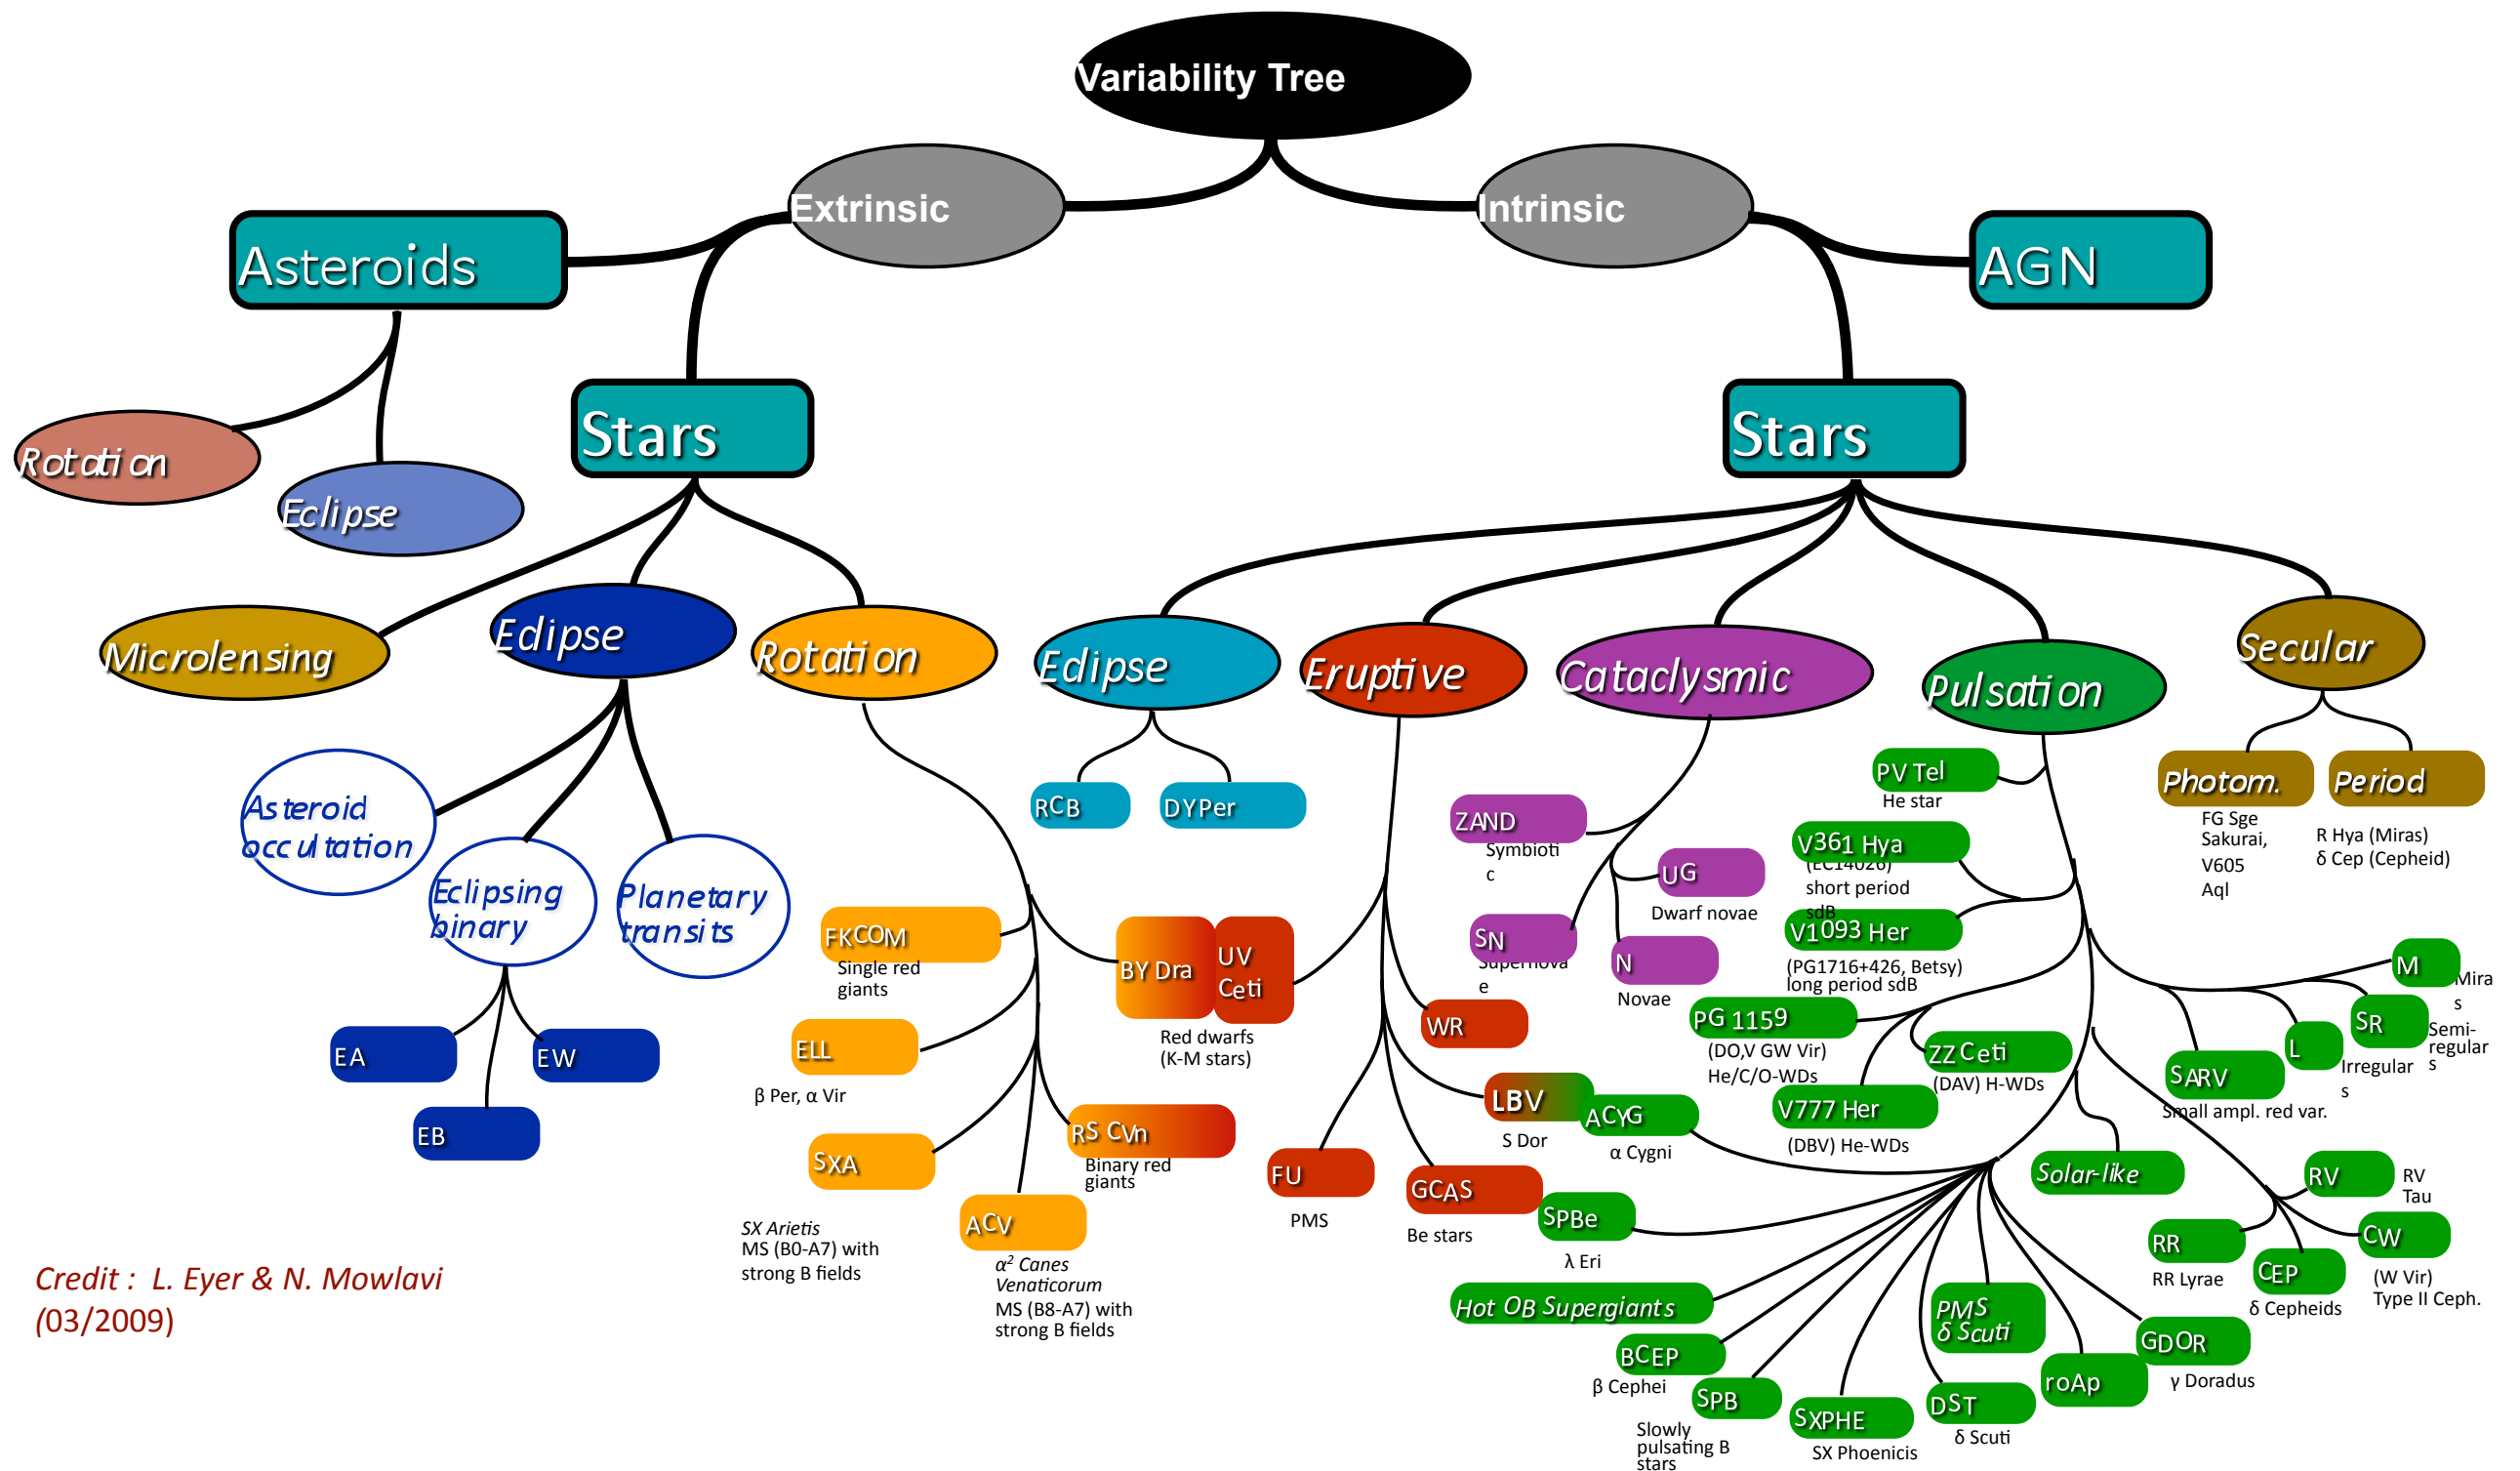 Variability Tree
Extrinsic
Intrinsic
Asteroids
AGN
Stars
Stars
Rotation
Eclipse
Microlensing
Eclipse
Rotation
Eclipse
Eruptive
Cataclysmic
Pulsation
Secular
Asteroid
occultation
Eclipsing
binary
Planetary
transits
EA
EB
EW
FKCOM
Single red
giants
ELL
β Per, α Vir
SXA
SX Arietis
MS (B0-A7) with
strong B fields
ACV
α² Canes
Venaticorum
MS (B8-A7) with
strong B fields
RS CVn
Binary red
giants
BY Dra
UV
Ceti
Red dwarfs
(K-M stars)
RCB
DYPer
WR
LBV
S Dor
FU
PMS
GCAS
Be stars
ZAND
Symbioti
c
UG
Dwarf novae
SN
Supernova
e
N
Novae
PV Tel
He star
V361 Hya
(EC14026)
short period
sdB
V1093 Her
(PG1716+426, Betsy)
long period sdB
PG 1159
(DO,V GW Vir)
He/C/O-WDs
ZZ Ceti
(DAV) H-WDs
V777 Her
(DBV) He-WDs
ACYG
α Cygni
SPBe
λ Eri
Hot OB Supergiants
BCEP
β Cephei
SPB
Slowly
pulsating B
stars
SXPHE
SX Phoenicis
DST
δ Scuti
PMS
δ Scuti
roAp
GDOR
γ Doradus
Solar-like
M
Mira
s
SR
Semi-
regular
s
L
Irregular
s
SARV
Small ampl. red var.
RV
RV
Tau
RR
RR Lyrae
CW
(W Vir)
Type II Ceph.
CEP
δ Cepheids
Photom.
FG Sge
Sakurai,
V605
Aql
Period
R Hya (Miras)
δ Cep (Cepheid)
Credit : L. Eyer & N. Mowlavi
(03/2009)